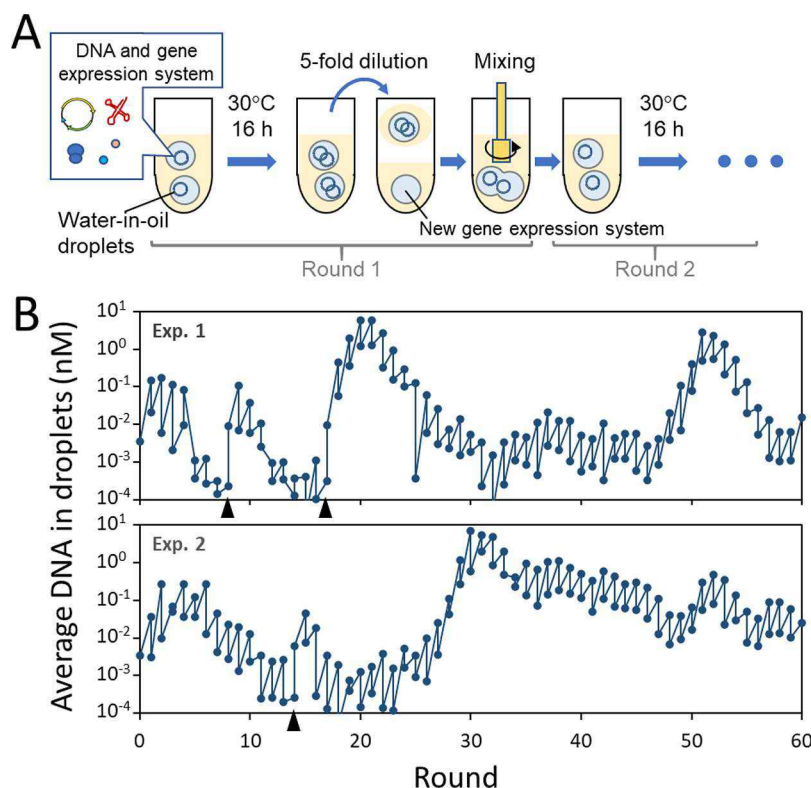 A
DNA and gene
expression system
Water-in-oil
droplets
30°C
16 h
5-fold dilution
New gene expression system
Mixing
30°C
16 h
Round 1
Round 2
B
Average DNA in droplets (nM)
Exp. 1
10¹
10⁰
10⁻¹
10⁻²
10⁻³
10⁻⁴
Exp. 2
10¹
10⁰
10⁻¹
10⁻²
10⁻³
10⁻⁴
0 10 20 30 40 50 60
Round